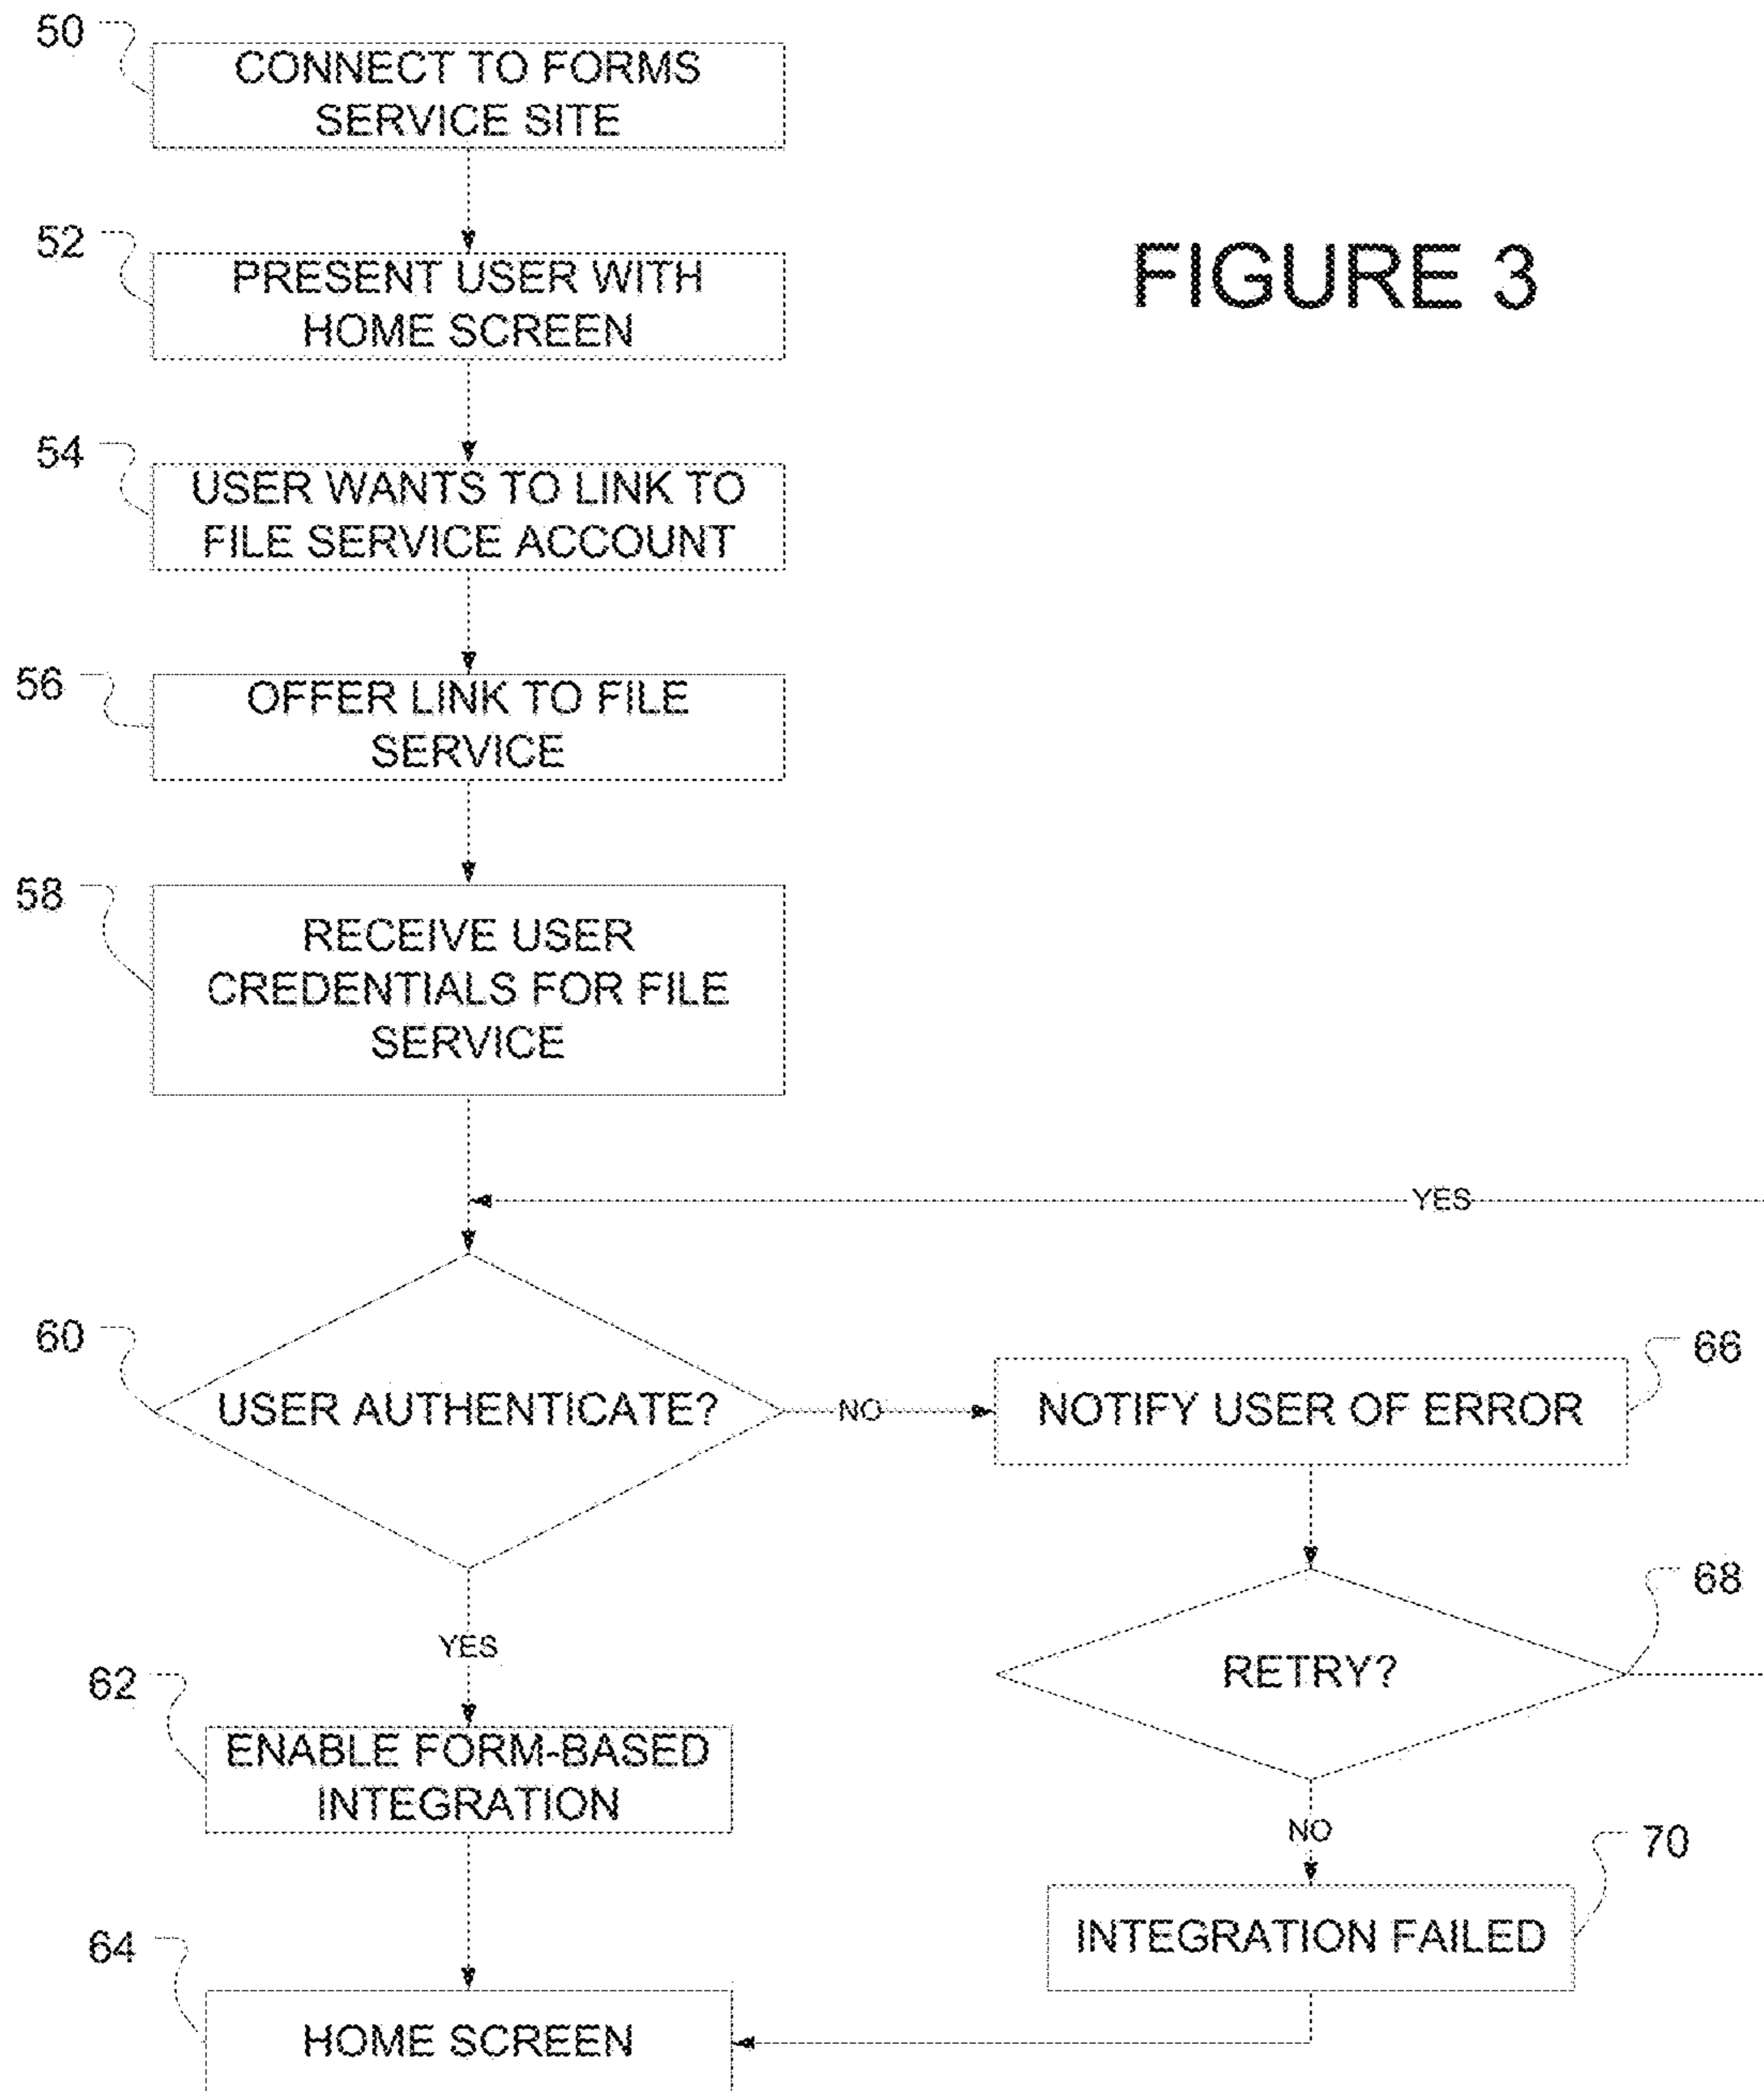 50
CONNECT TO FORMS
SERVICE SITE
FIGURE 3
52
PRESENT USER WITH
HOME SCREEN
54
USER WANTS TO LINK TO
FILE SERVICE ACCOUNT
56
OFFER LINK TO FILE
SERVICE
58
RECEIVE USER
CREDENTIALS FOR FILE
SERVICE
YES
60
USER AUTHENTICATE?
NO
66
NOTIFY USER OF ERROR
68
RETRY?
YES
62
ENABLE FORM-BASED
INTEGRATION
NO
70
INTEGRATION FAILED
64
HOME SCREEN